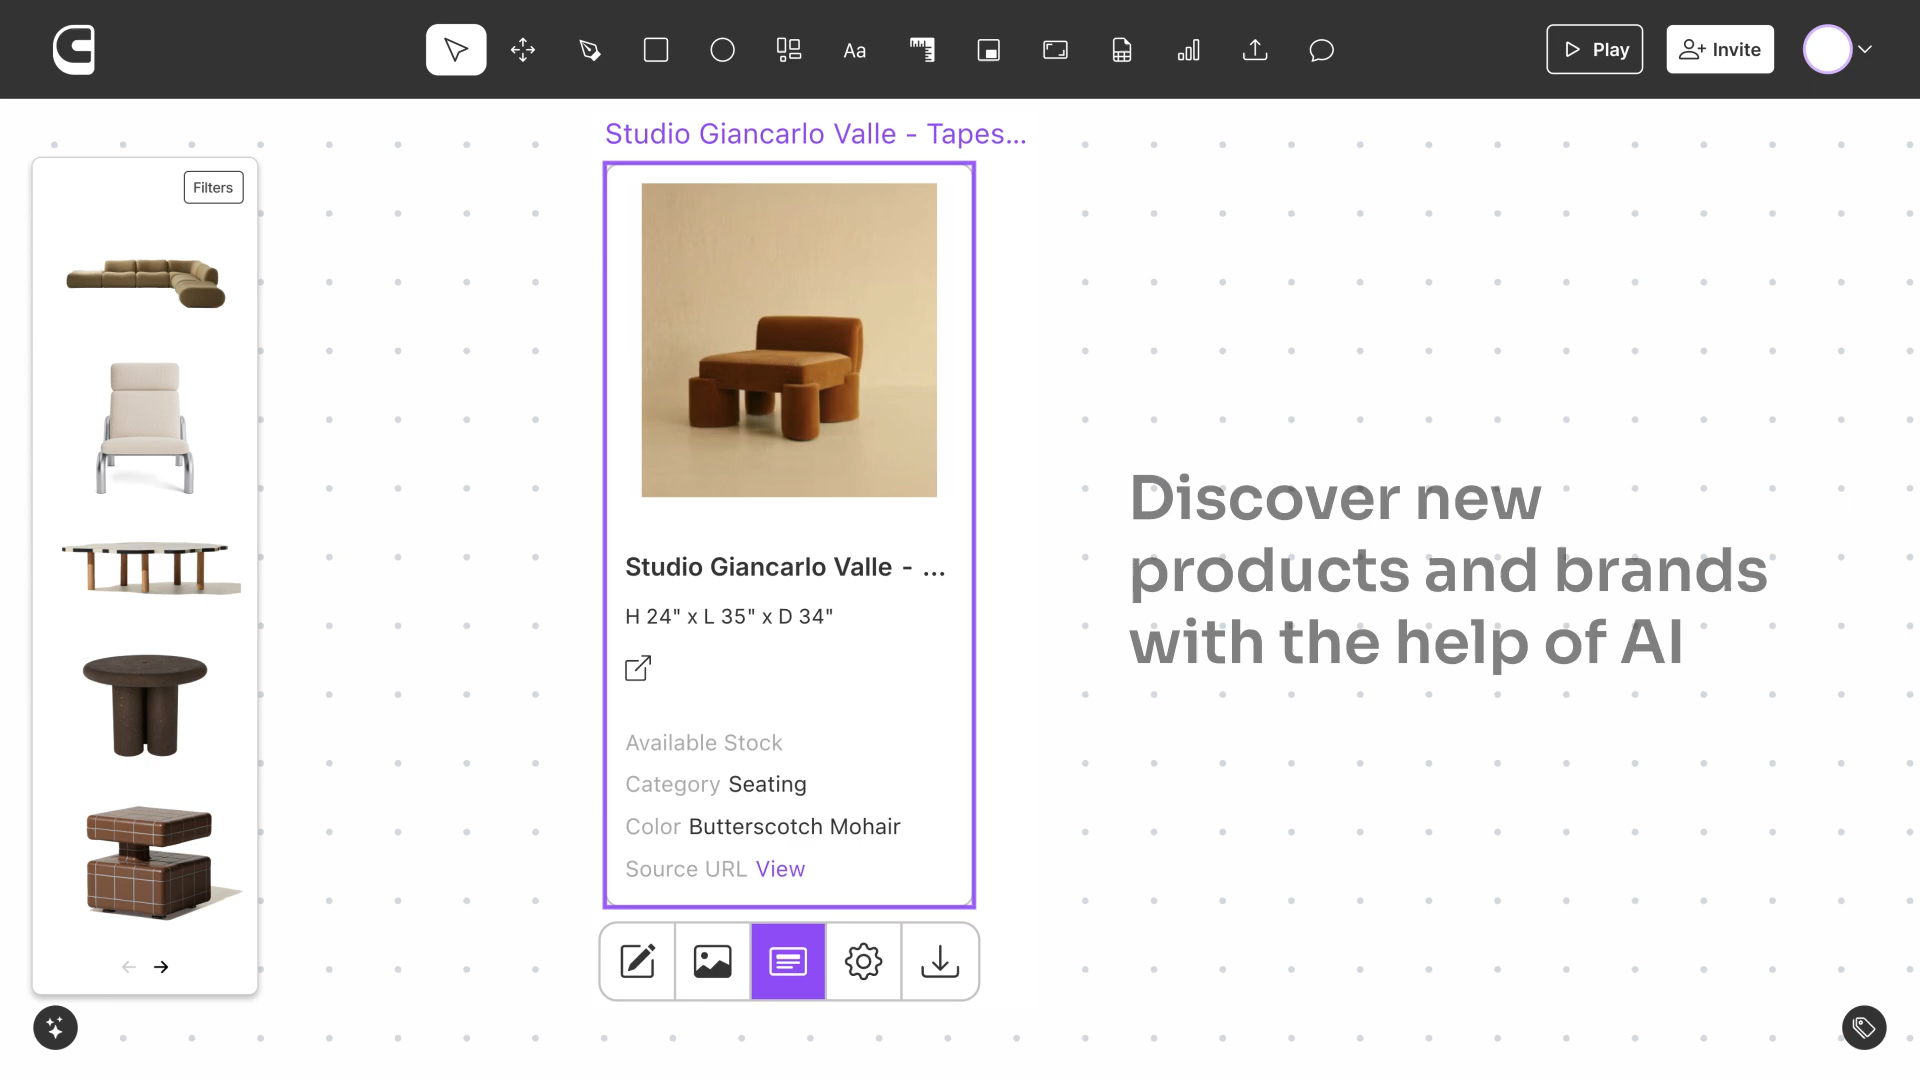 Aa
Play
Invite
Studio Giancarlo Valle - Tapes...
Filters
Studio Giancarlo Valle - ...
H 24" x L 35" x D 34"
Available Stock
Category Seating
Color Butterscotch Mohair
Source URL View
Discover new
products and brands
with the help of AI